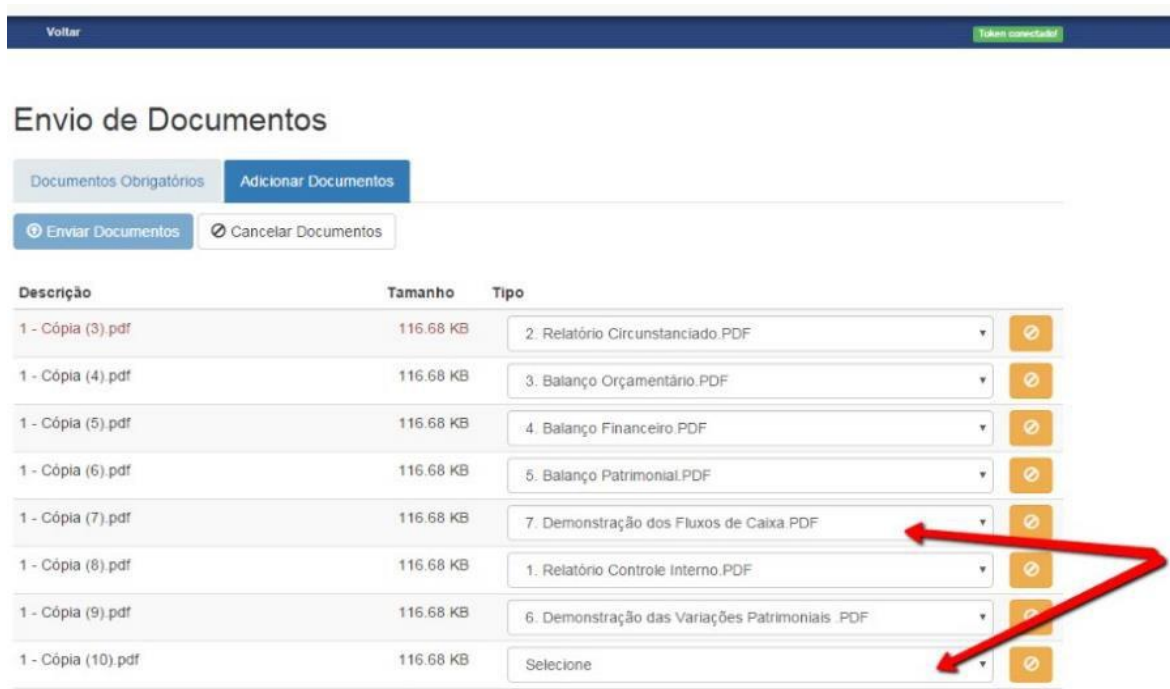 Voltar Token conectado!
Envio de Documentos
Documentos Obrigatórios Adicionar Documentos
Enviar Documentos Cancelar Documentos
Descrição Tamanho Tipo
1 - Cópia (3).pdf 116.68 KB 2. Relatório Circunstanciado.PDF
1 - Cópia (4).pdf 116.68 KB 3. Balanço Orçamentário.PDF
1 - Cópia (5).pdf 116.68 KB 4. Balanço Financeiro.PDF
1 - Cópia (6).pdf 116.68 KB 5. Balanço Patrimonial.PDF
1 - Cópia (7).pdf 116.68 KB 7. Demonstração dos Fluxos de Caixa.PDF
1 - Cópia (8).pdf 116.68 KB 1. Relatório Controle Interno.PDF
1 - Cópia (9).pdf 116.68 KB 6. Demonstração das Variações Patrimoniais .PDF
1 - Cópia (10).pdf 116.68 KB Selecione